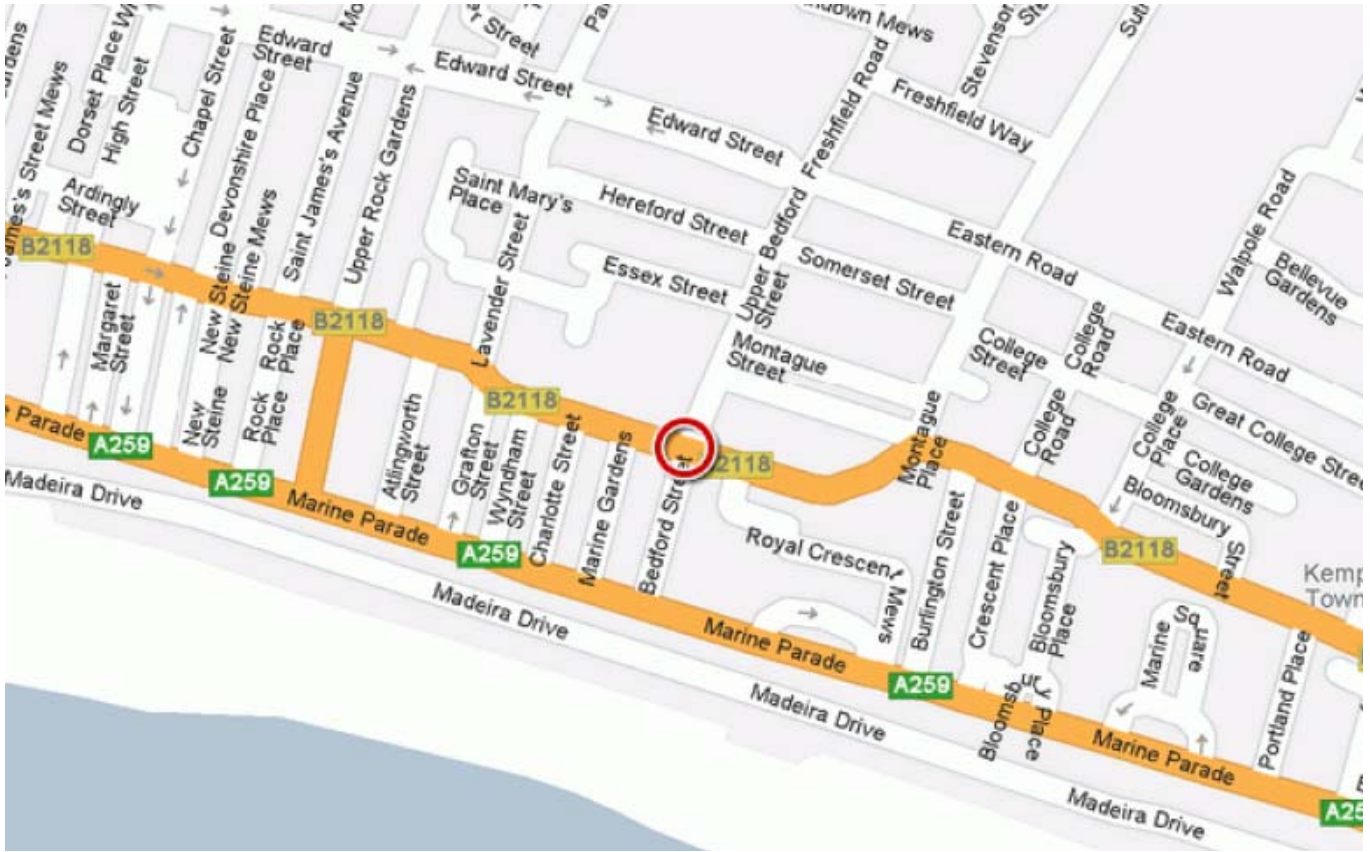 Gardens
James's Street Mews
Dorset Place
High Street
Chapel Street
Devonshire Place
Edward
Street
Saint James's Avenue
Upper Rock Gardens
Street
Edward Street
Edward Street
down Mews
Freshfield Road
Stevenson
Freshfield Way
Ardingly
Street
B2118
Saint Mary's
Place
Hereford Street
Upper Bedford
Street
Somerset Street
Eastern Road
Walpole Road
Bellevue
Gardens
Essex Street
Lavender Street
New Steine
New Steine Mews
Margaret
Street
Rock
Place
B2118
Montague
Street
College
Street
College
Road
Eastern Road
New
Steine
Rock
Place
Atlingworth
Street
Grafton
Street
Wyndham
Street
B2118
Charlotte Street
Marine Gardens
Bedford Street
2118
Montague
Place
College
Road
College
Place
Great College Stree
College
Gardens
Bloomsbury
Street
Parade
A259
A259
Marine Parade
A259
Madeira Drive
Madeira Drive
Royal Crescent
Mews
Burlington Street
Crescent Place
Bloomsbury
Place
B2118
Kemp
Town
Marine
Square
Portland Place
Marine Parade
A259
Bloomsbury Place
Madeira Drive
Marine Parade
Madeira Drive
A25